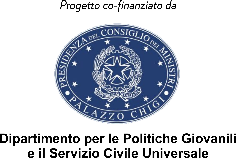 Progetto co-finanziato da
PRESIDENZA DEL CONSIGLIO DEI MINISTRI
PALAZZO CHIGI
Dipartimento per le Politiche Giovanili
e il Servizio Civile Universale